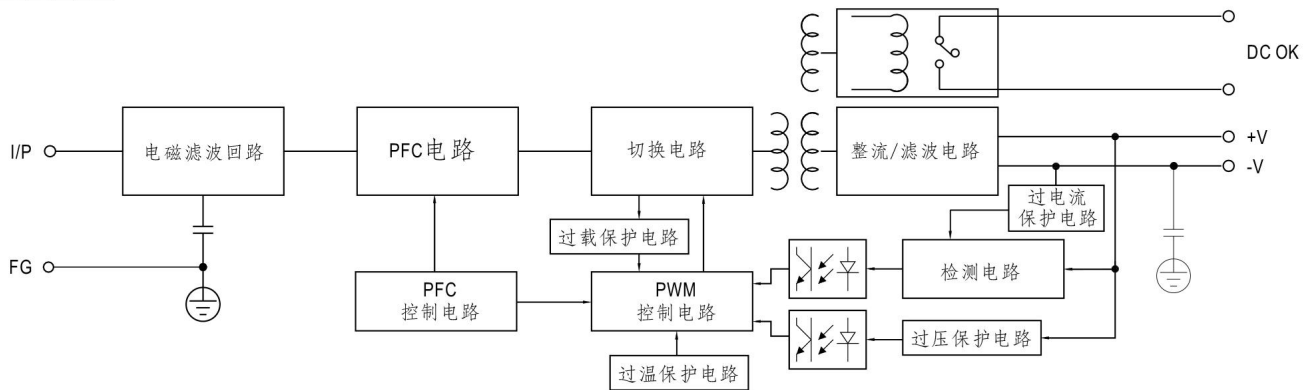 DC OK
I/P
电磁滤波回路
PFC电路
切换电路
整流/滤波电路
+V
-V
过电流
保护电路
过载保护电路
FG
PFC
控制电路
PWM
控制电路
检测电路
过压保护电路
过温保护电路